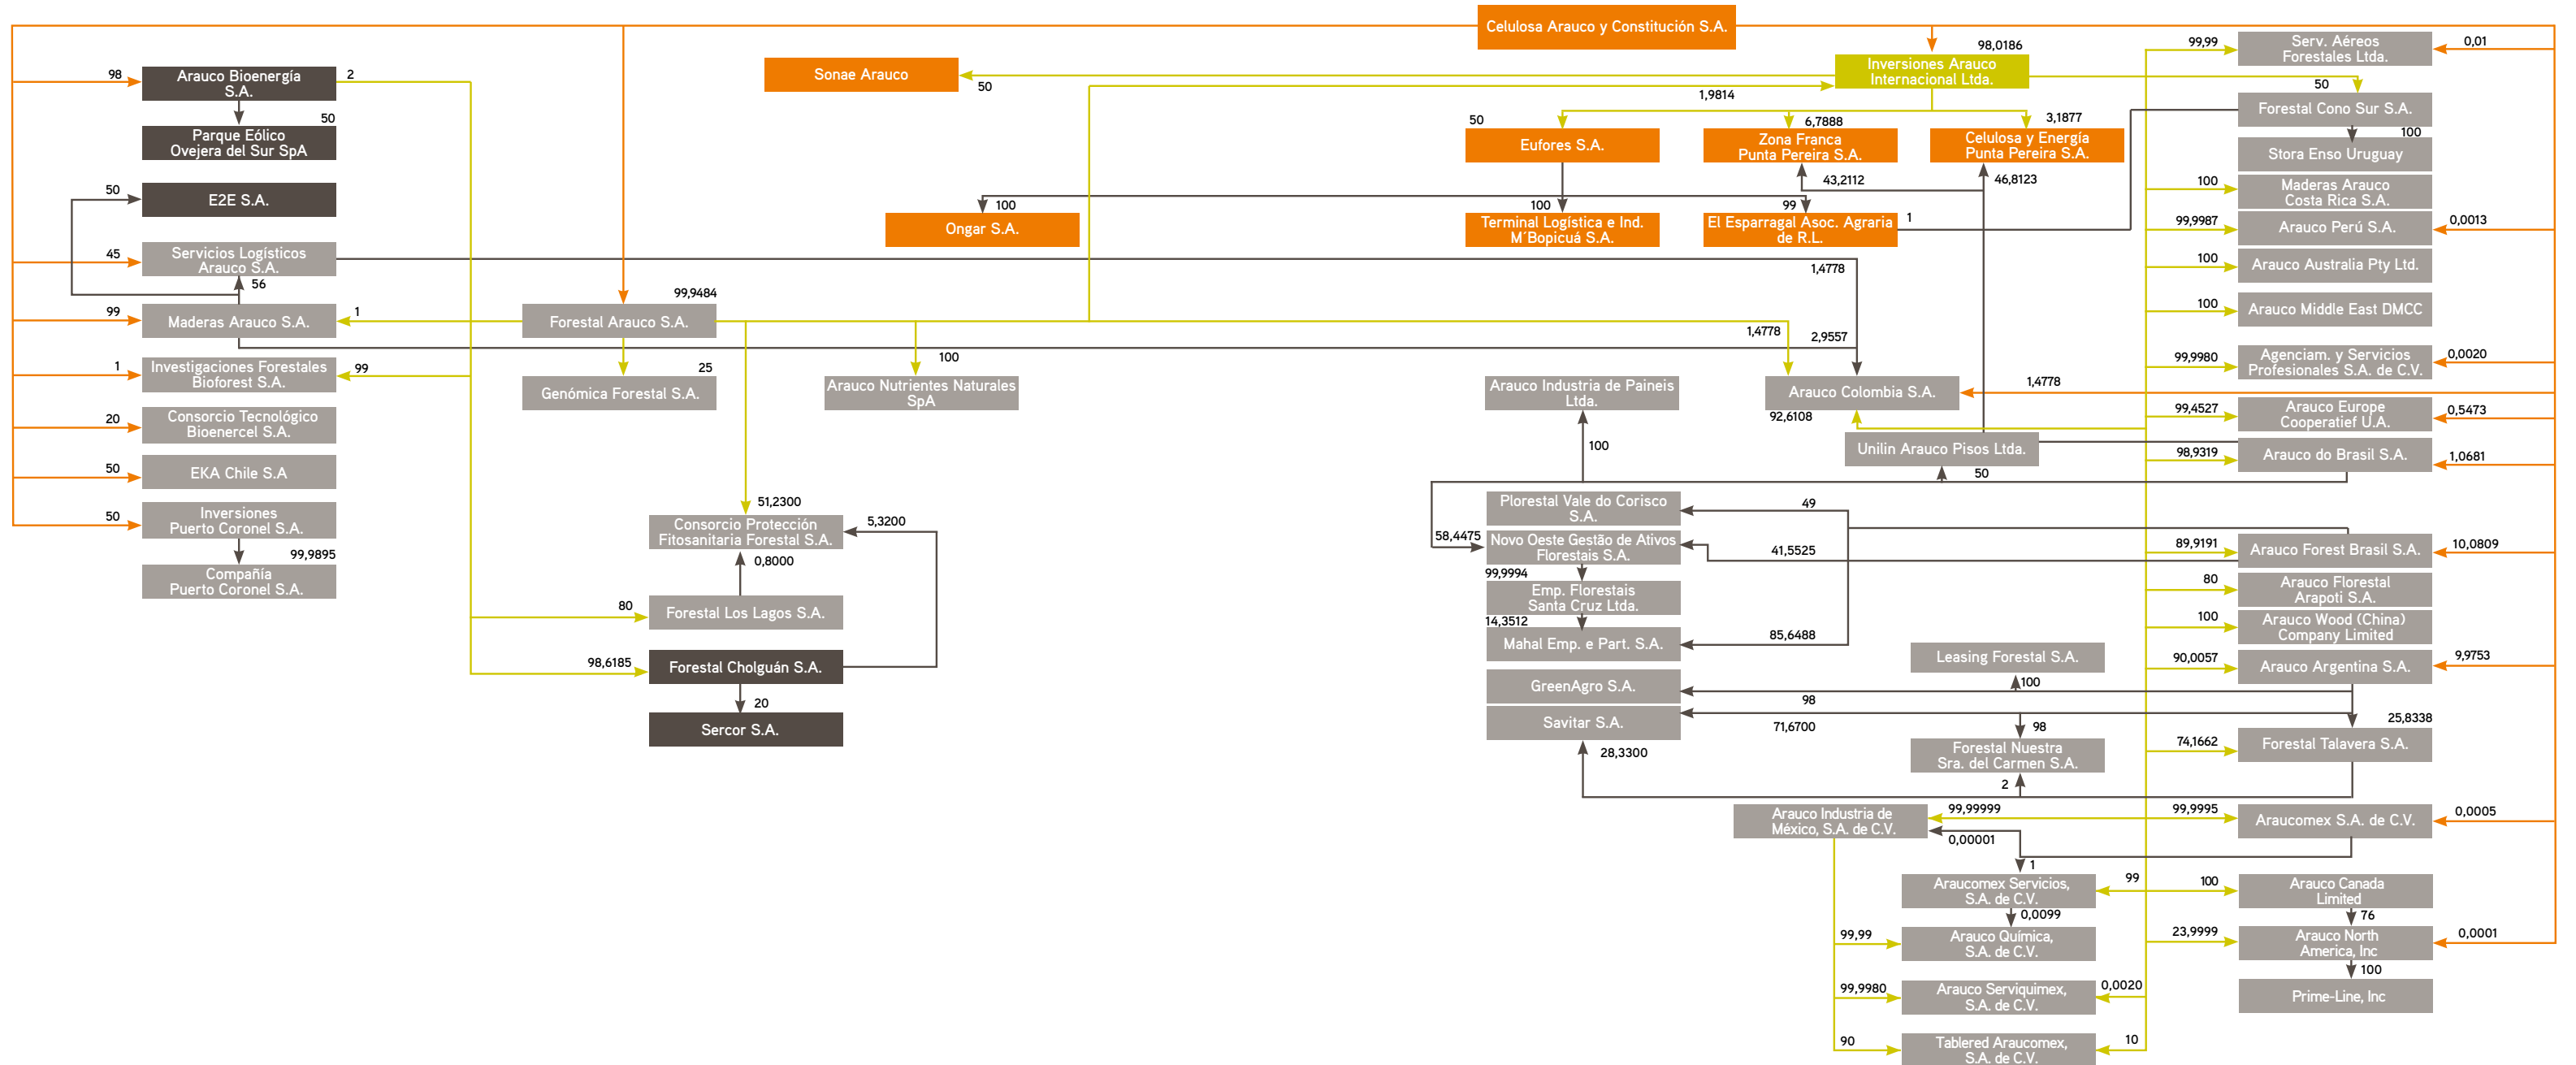 Celulosa Arauco y Constitución S.A.
98
Arauco Bioenergía
S.A.
2
50
Parque Eólico
Ovejera del Sur SpA
50
E2E S.A.
45
Servicios Logísticos
Arauco S.A.
56
99
Maderas Arauco S.A.
1
1
Investigaciones Forestales
Bioforest S.A.
99
20
Consorcio Tecnológico
Bioenercel S.A.
50
EKA Chile S.A
50
Inversiones
Puerto Coronel S.A.
99,9895
Compañía
Puerto Coronel S.A.
99,9484
Forestal Arauco S.A.
25
Genómica Forestal S.A.
100
Arauco Nutrientes Naturales
SpA
51,2300
Consorcio Protección
Fitosanitaria Forestal S.A.
5,3200
0,8000
80
Forestal Los Lagos S.A.
98,6185
Forestal Cholguán S.A.
20
Sercor S.A.
Sonae Arauco
50
98,0186
Inversiones Arauco
Internacional Ltda.
1,9814
50
Eufores S.A.
6,7888
Zona Franca
Punta Pereira S.A.
3,1877
Celulosa y Energía
Punta Pereira S.A.
43,2112
46,8123
100
Ongar S.A.
100
Terminal Logística e Ind.
M´Bopicuá S.A.
99
El Esparragal Asoc. Agraria
de R.L.
1
1,4778
1,4778
2,9557
Arauco Industria de Paineis
Ltda.
Arauco Colombia S.A.
1,4778
92,6108
100
Unilin Arauco Pisos Ltda.
50
58,4475
Plorestal Vale do Corisco
S.A.
49
Novo Oeste Gestão de Ativos
Florestais S.A.
41,5525
99,9994
Emp. Florestais
Santa Cruz Ltda.
14,3512
Mahal Emp. e Part. S.A.
85,6488
Leasing Forestal S.A.
100
GreenAgro S.A.
98
Savitar S.A.
71,6700
98
28,3300
Forestal Nuestra
Sra. del Carmen S.A.
2
Arauco Industria de
México, S.A. de C.V.
99,99999
0,00001
1
Araucomex Servicios,
S.A. de C.V.
99
0,0099
99,99
Arauco Química,
S.A. de C.V.
99,9980
Arauco Serviquimex,
S.A. de C.V.
0,0020
90
Tablered Araucomex,
S.A. de C.V.
10
99,99
Serv. Aéreos
Forestales Ltda.
0,01
50
Forestal Cono Sur S.A.
100
Stora Enso Uruguay
100
Maderas Arauco
Costa Rica S.A.
99,9987
Arauco Perú S.A.
0,0013
100
Arauco Australia Pty Ltd.
100
Arauco Middle East DMCC
99,9980
Agenciam. y Servicios
Profesionales S.A. de C.V.
0,0020
99,4527
Arauco Europe
Cooperatief U.A.
0,5473
98,9319
Arauco do Brasil S.A.
1,0681
89,9191
Arauco Forest Brasil S.A.
10,0809
80
Arauco Florestal
Arapoti S.A.
100
Arauco Wood (China)
Company Limited
90,0057
Arauco Argentina S.A.
9,9753
25,8338
74,1662
Forestal Talavera S.A.
99,9995
Araucomex S.A. de C.V.
0,0005
100
Arauco Canada
Limited
76
23,9999
Arauco North
America, Inc
0,0001
100
Prime-Line, Inc